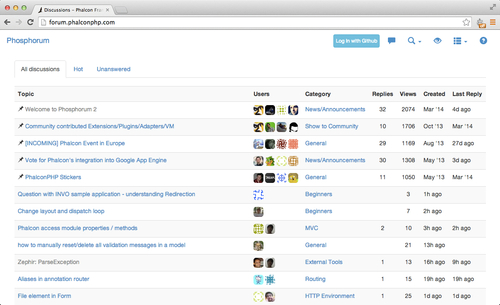 Discussions - Phalcon Fra
forum.phalconphp.com
Phosphorum
Log in with Github
All discussions Hot Unanswered
Topic Users Category Replies Views Created Last Reply
Welcome to Phosphorum 2 News/Announcements 32 2074 Mar '14 4d ago
Community contributed Extensions/Plugins/Adapters/VM Show to Community 10 1706 Oct '13 Mar '14
[INCOMING] Phalcon Event in Europe General 29 1169 Aug '13 27d ago
Vote for Phalcon's integration into Google App Engine News/Announcements 30 1308 May '13 3d ago
PhalconPHP Stickers General 11 1050 May '13 Mar '14
Question with INVO sample application - understanding Redirection Beginners 3 1h ago
Change layout and dispatch loop Beginners 7 2h ago
Phalcon access module properties / methods MVC 2 10 3h ago 2h ago
how to manually reset/delete all validation messages in a model General 21 13h ago
Zephir: ParseException External Tools 1 13 16h ago 9h ago
Aliases in annotation router Routing 1 15 19h ago 19h ago
File element in Form HTTP Environment 1 25 1d ago 1d ago